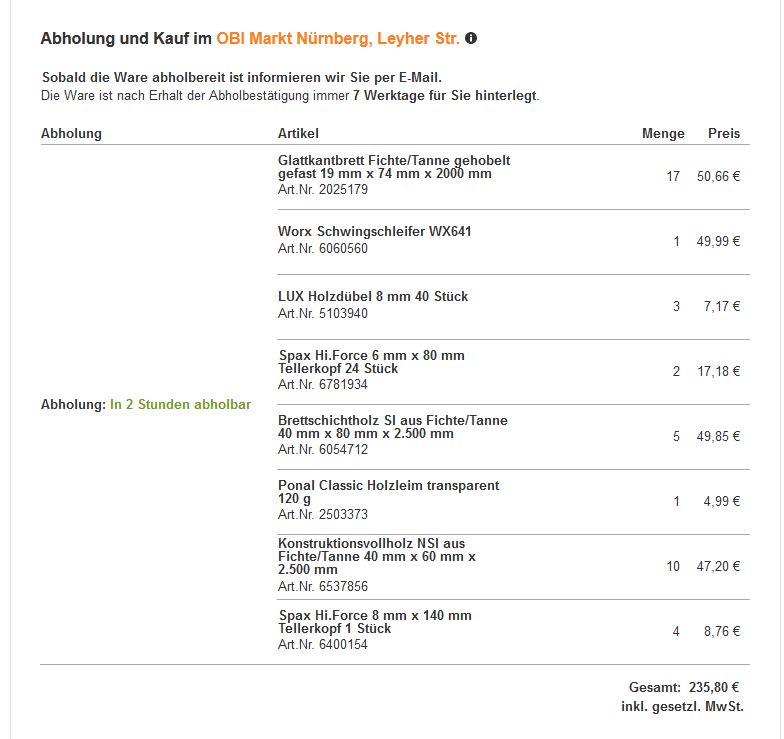 Abholung und Kauf im OBI Markt Nürnberg, Leyher Str.
Sobald die Ware abholbereit ist informieren wir Sie per E-Mail.
Die Ware ist nach Erhalt der Abholbestätigung immer 7 Werktage für Sie hinterlegt.
Abholung Artikel Menge Preis
Glattkantbrett Fichte/Tanne gehobelt
gefast 19 mm x 74 mm x 2000 mm
Art.Nr. 2025179
17 50,66 €
Worx Schwingschleifer WX641
Art.Nr. 6060560
1 49,99 €
LUX Holzdübel 8 mm 40 Stück
Art.Nr. 5103940
3 7,17 €
Spax Hi.Force 6 mm x 80 mm
Tellerkopf 24 Stück
Art.Nr. 6781934
2 17,18 €
Abholung: In 2 Stunden abholbar
Brettschichtholz SI aus Fichte/Tanne
40 mm x 80 mm x 2.500 mm
Art.Nr. 6054712
5 49,85 €
Ponal Classic Holzleim transparent
120 g
Art.Nr. 2503373
1 4,99 €
Konstruktionsvollholz NSI aus
Fichte/Tanne 40 mm x 60 mm x
2.500 mm
Art.Nr. 6537856
10 47,20 €
Spax Hi.Force 8 mm x 140 mm
Tellerkopf 1 Stück
Art.Nr. 6400154
4 8,76 €
Gesamt: 235,80 €
inkl. gesetzl. MwSt.